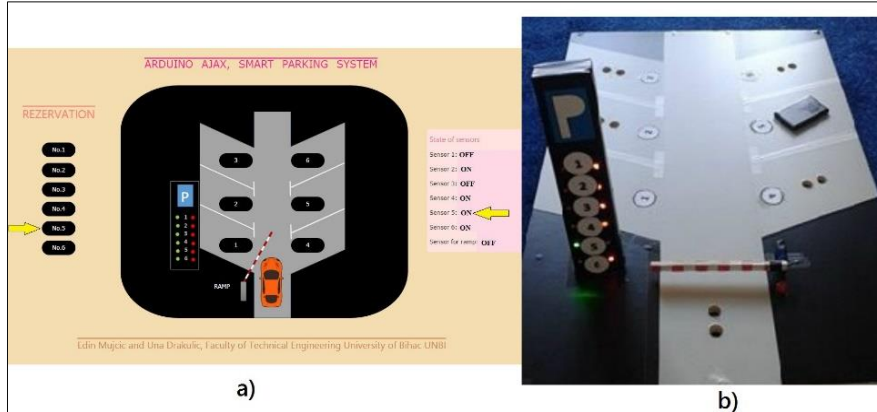 a)
ARDUINO AJAX, SMART PARKING SYSTEM
REZERVATION
No.1
No.2
No.3
No.4
No.5
No.6
3
6
2
5
1
4
P
1
2
3
4
5
6
RAMP
State of sensors
Sensor 1: OFF
Sensor 2: ON
Sensor 3: OFF
Sensor 4: ON
Sensor 5: ON
Sensor 6: ON
Sensor for ramp: OFF
Edin Mujcic and Una Drakulic, Faculty of Technical Engineering University of Bihac UNBI
b)
P
1
2
3
4
5
6